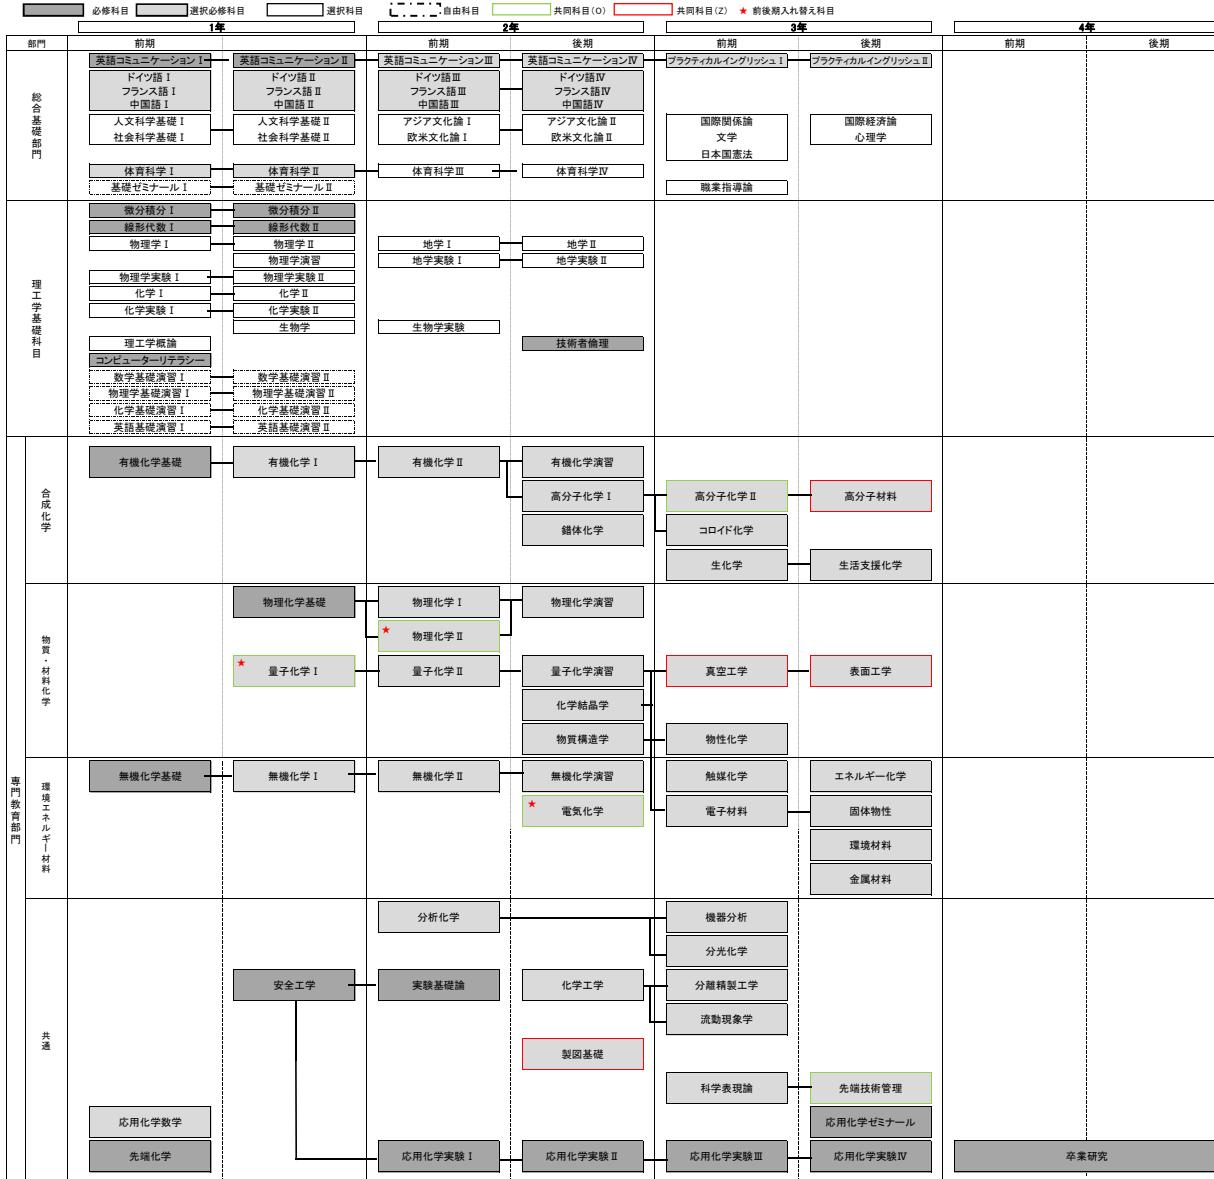 必修科目 選択必修科目 選択科目 自由科目 共同科目(O) 共同科目(Z) ★ 前後期入れ替え科目
1年 2年 3年 4年
部門 前期 前期 後期 前期 後期 前期 後期
総合基礎部門
英語コミュニケーションⅠ 英語コミュニケーションⅡ 英語コミュニケーションⅢ 英語コミュニケーションⅣ プラクティカルイングリッシュⅠ プラクティカルイングリッシュⅡ
ドイツ語Ⅰ ドイツ語Ⅱ ドイツ語Ⅲ ドイツ語Ⅳ
フランス語Ⅰ フランス語Ⅱ フランス語Ⅲ フランス語Ⅳ
中国語Ⅰ 中国語Ⅱ 中国語Ⅲ 中国語Ⅳ
人文科学基礎Ⅰ 人文科学基礎Ⅱ アジア文化論Ⅰ アジア文化論Ⅱ 国際関係論 国際経済論
社会科学基礎Ⅰ 社会科学基礎Ⅱ 欧米文化論Ⅰ 欧米文化論Ⅱ 文学 心理学
日本国憲法
体育科学Ⅰ 体育科学Ⅱ 体育科学Ⅲ 体育科学Ⅳ
基礎ゼミナールⅠ 基礎ゼミナールⅡ 職業指導論
理工学基礎科目
微分積分Ⅰ 微分積分Ⅱ
線形代数Ⅰ 線形代数Ⅱ
物理学Ⅰ 物理学Ⅱ 地学Ⅰ 地学Ⅱ
物理学演習 地学実験Ⅰ 地学実験Ⅱ
物理学実験Ⅰ 物理学実験Ⅱ
化学Ⅰ 化学Ⅱ
化学実験Ⅰ 化学実験Ⅱ
生物学 生物学実験
理工学概論 技術者倫理
コンピューターリテラシー
数学基礎演習Ⅰ 数学基礎演習Ⅱ
物理学基礎演習Ⅰ 物理学基礎演習Ⅱ
化学基礎演習Ⅰ 化学基礎演習Ⅱ
英語基礎演習Ⅰ 英語基礎演習Ⅱ
専門教育部門
合成化学
有機化学基礎 有機化学Ⅰ 有機化学Ⅱ 有機化学演習
高分子化学Ⅰ 高分子化学Ⅱ 高分子材料
錯体化学 コロイド化学
生化学 生活支援化学
物質・材料化学
物理化学基礎 物理化学Ⅰ 物理化学演習
★ 物理化学Ⅱ
★ 量子化学Ⅰ 量子化学Ⅱ 量子化学演習 真空工学 表面工学
化学結晶学
物質構造学 物性化学
環境エネルギー材料
無機化学基礎 無機化学Ⅰ 無機化学Ⅱ 無機化学演習 触媒化学 エネルギー化学
★ 電気化学 電子材料 固体物性
環境材料
金属材料
共通
分析化学 機器分析
分光化学
安全工学 実験基礎論 化学工学 分離精製工学
流動現象学
製図基礎
科学表現論 先端技術管理
応用化学数学 応用化学ゼミナール
先端化学 応用化学実験Ⅰ 応用化学実験Ⅱ 応用化学実験Ⅲ 応用化学実験Ⅳ 卒業研究